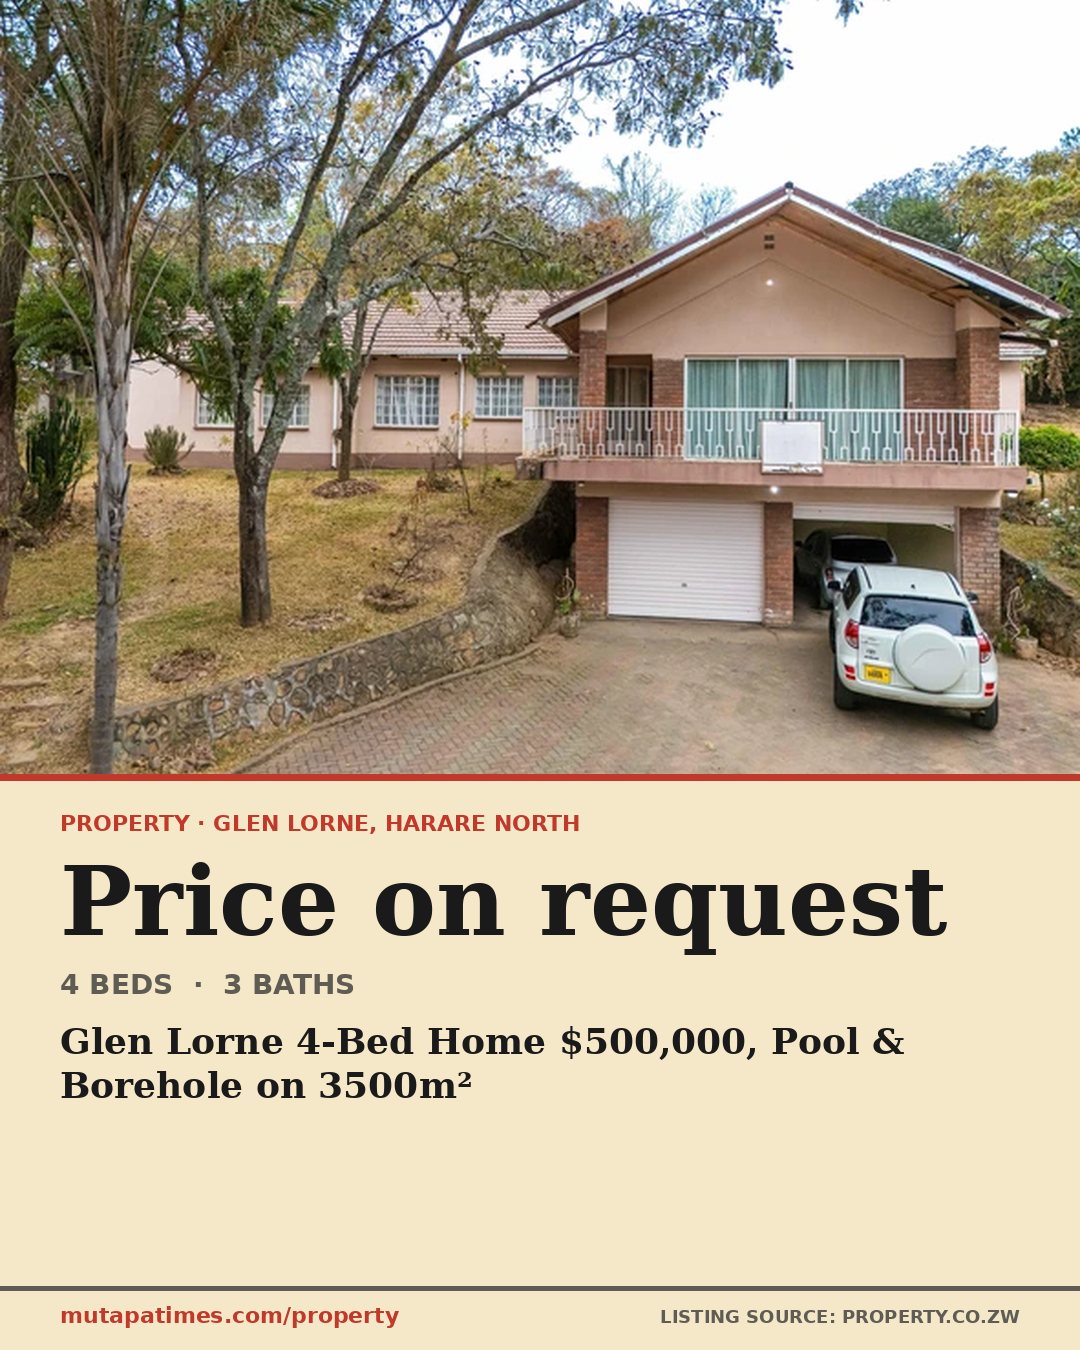 PROPERTY · GLEN LORNE, HARARE NORTH
Price on request
4 BEDS · 3 BATHS
Glen Lorne 4-Bed Home $500,000, Pool &
Borehole on 3500m²
mutapatimes.com/property
LISTING SOURCE: PROPERTY.CO.ZW